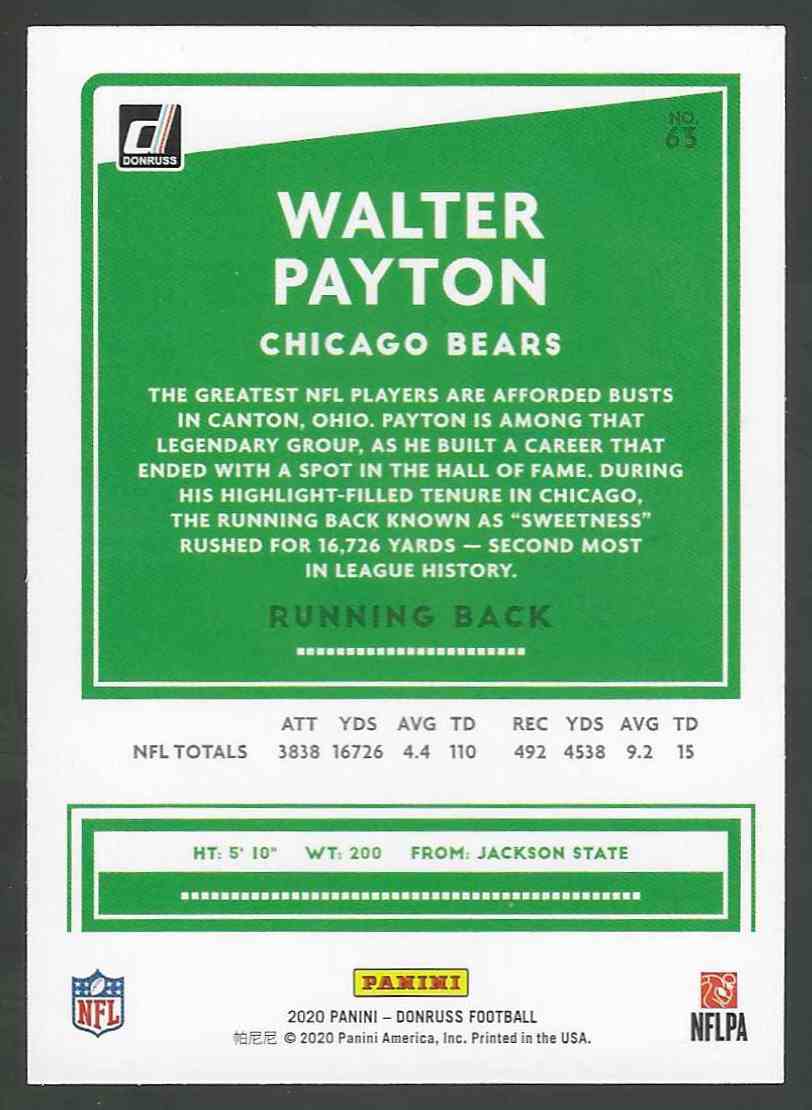 DONRUSS
NO.
63
WALTER
PAYTON
CHICAGO BEARS
THE GREATEST NFL PLAYERS ARE AFFORDED BUSTS
IN CANTON, OHIO. PAYTON IS AMONG THAT
LEGENDARY GROUP, AS HE BUILT A CAREER THAT
ENDED WITH A SPOT IN THE HALL OF FAME. DURING
HIS HIGHLIGHT-FILLED TENURE IN CHICAGO,
THE RUNNING BACK KNOWN AS “SWEETNESS”
RUSHED FOR 16,726 YARDS — SECOND MOST
IN LEAGUE HISTORY.
RUNNING BACK
ATT YDS AVG TD REC YDS AVG TD
NFL TOTALS 3838 16726 4.4 110 492 4538 9.2 15
HT: 5' 10" WT: 200 FROM: JACKSON STATE
NFL
PANINI
NFLPA
2020 PANINI – DONRUSS FOOTBALL
帕尼尼 © 2020 Panini America, Inc. Printed in the USA.